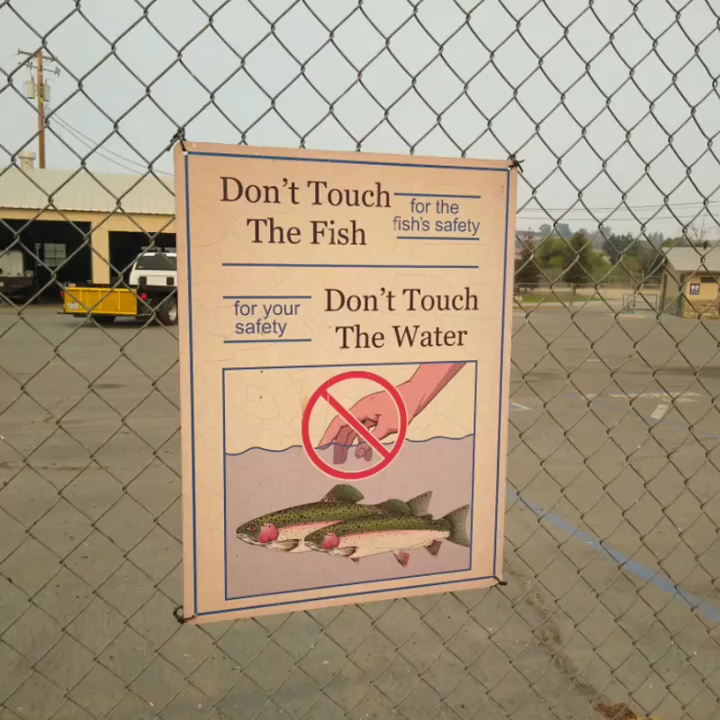 Don't Touch
The Fish
for the
fish's safety
for your
safety
Don't Touch
The Water